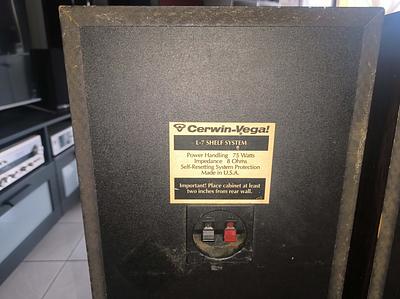 Cerwin-Vega!
L-7 SHELF SYSTEM
Power Handling 75 Watts
Impedance 8 Ohms
Self-Resetting System Protection
Made in U.S.A.
Important! Place cabinet at least
two inches from rear wall.